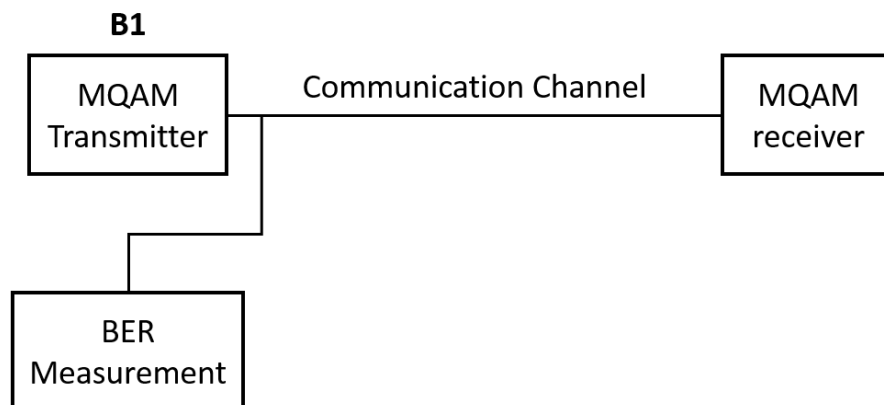 B1
MQAM
Transmitter
Communication Channel
MQAM
receiver
BER
Measurement